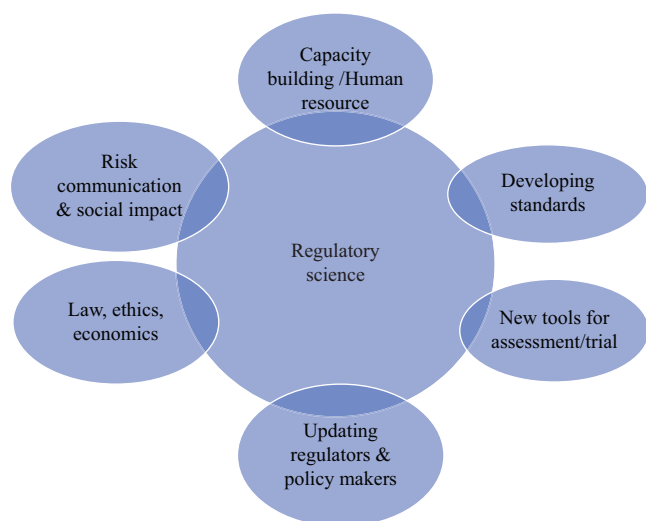 Capacity
building /Human
resource
Risk
communication
& social impact
Developing
standards
Regulatory
science
Law, ethics,
economics
New tools for
assessment/trial
Updating
regulators &
policy makers